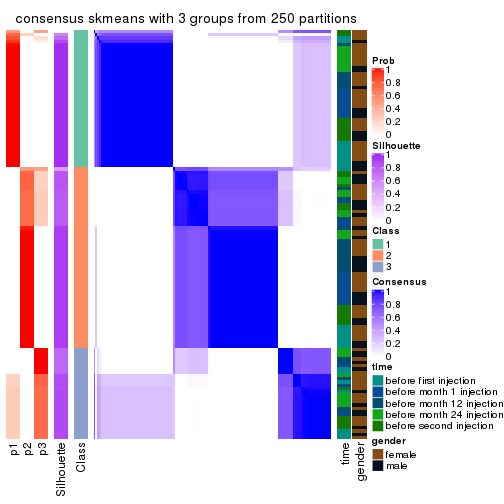 consensus skmeans with 3 groups from 250 partitions
Prob
1
0.8
0.6
0.4
0.2
0
Silhouette
1
0.8
0.6
0.4
0.2
0
Class
1
2
3
Consensus
1
0.8
0.6
0.4
0.2
0
time
before first injection
before month 1 injection
before month 12 injection
before month 24 injection
before second injection
gender
female
male
p1
p2
p3
Silhouette
Class
time
gender